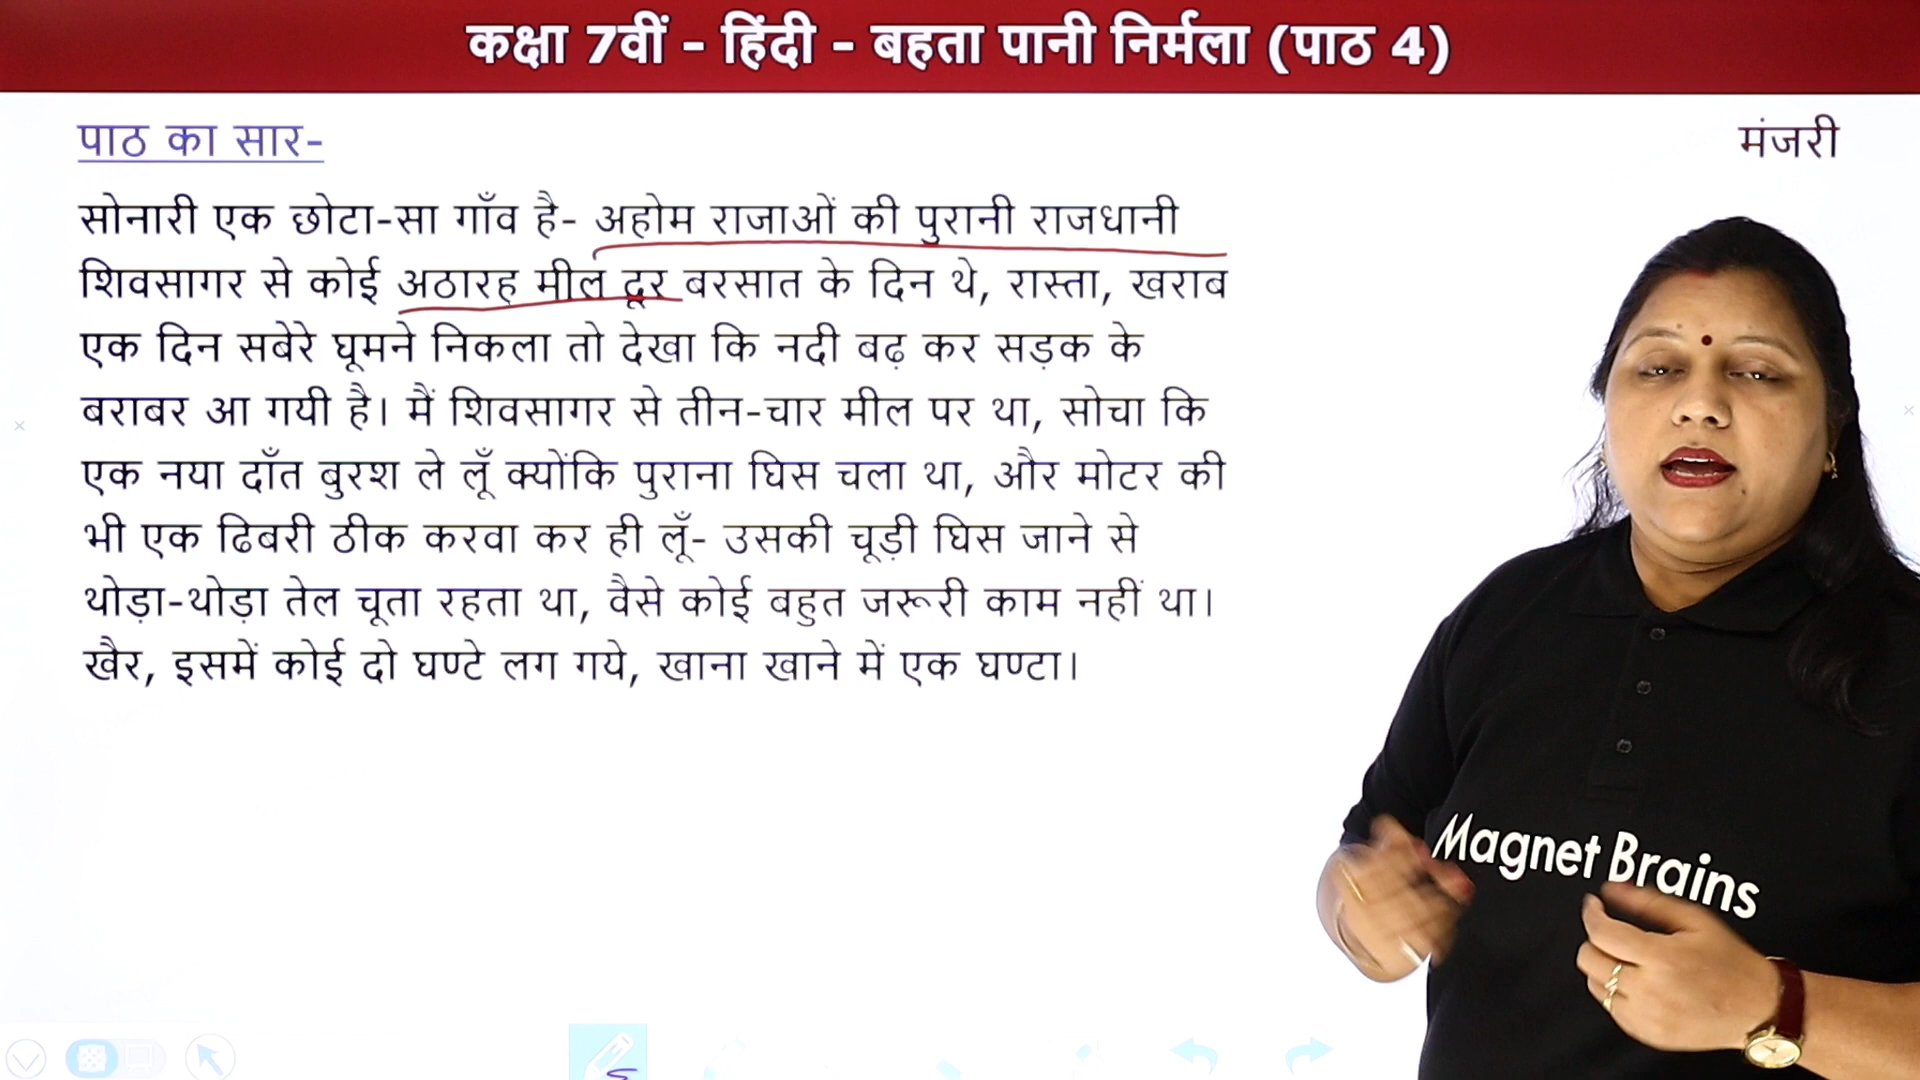 कक्षा 7वीं - हिंदी - बहता पानी निर्मला (पाठ 4)
पाठ का सार-
मंजरी
सोनारी एक छोटा-सा गाँव है- अहोम राजाओं की पुरानी राजधानी
शिवसागर से कोई अठारह मील दूर बरसात के दिन थे, रास्ता, खराब
एक दिन सबेरे घूमने निकला तो देखा कि नदी बढ़ कर सड़क के
बराबर आ गयी है। मैं शिवसागर से तीन-चार मील पर था, सोचा कि
एक नया दाँत बुरश ले लूँ क्योंकि पुराना घिस चला था, और मोटर की
भी एक ढिबरी ठीक करवा कर ही लूँ- उसकी चूड़ी घिस जाने से
थोड़ा-थोड़ा तेल चूता रहता था, वैसे कोई बहुत जरूरी काम नहीं था।
खैर, इसमें कोई दो घण्टे लग गये, खाना खाने में एक घण्टा।
Magnet Brains